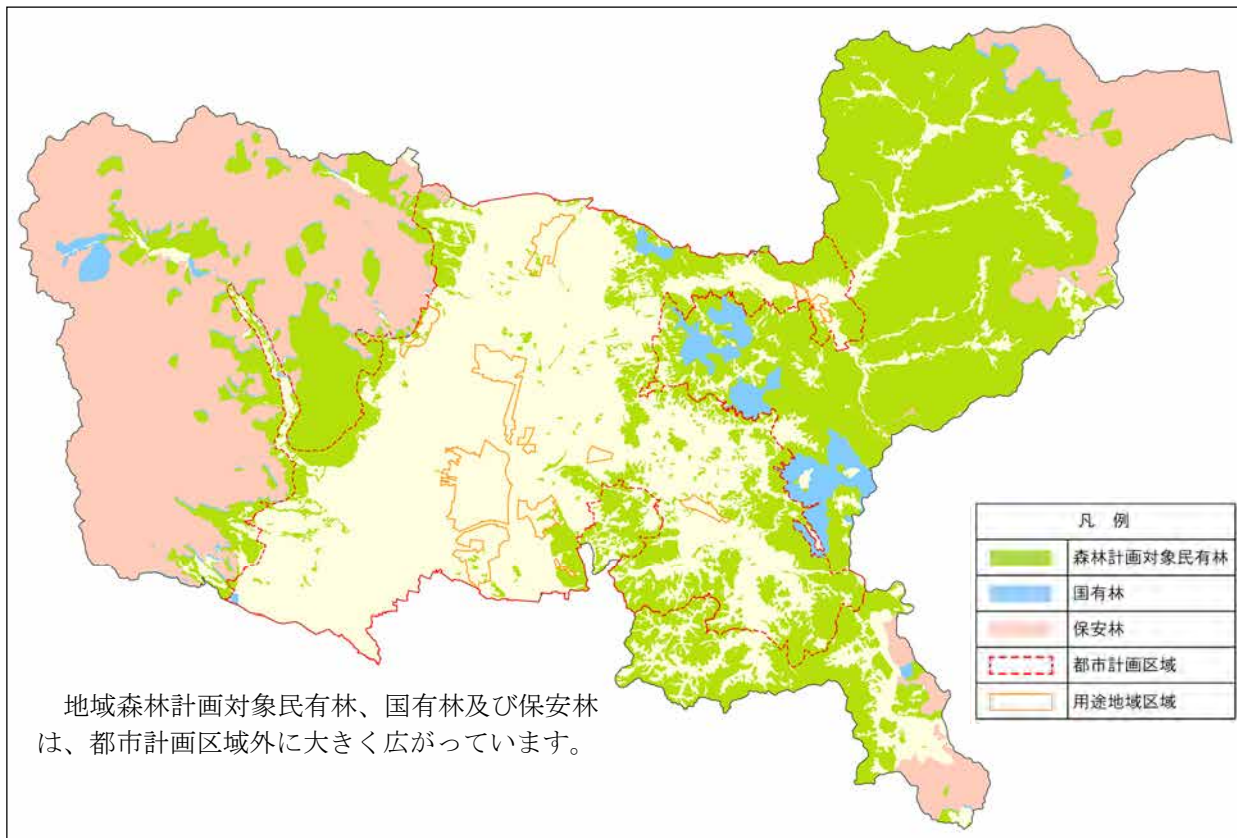 凡 例
森林計画対象民有林
国有林
保安林
都市計画区域
用途地域区域
地域森林計画対象民有林、国有林及び保安林
は、都市計画区域外に大きく広がっています。